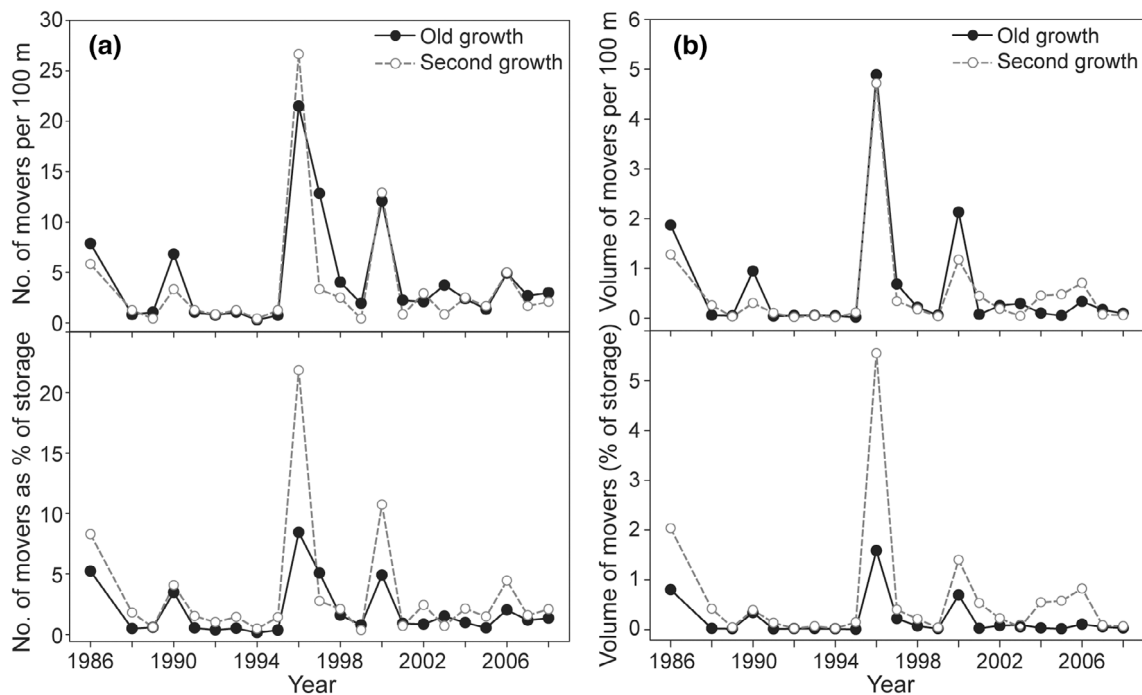 (a)
Old growth
Second growth
No. of movers per 100 m
30
25
20
15
10
5
0
No. of movers as % of storage
20
15
10
5
0
1986 1990 1994 1998 2002 2006
Year
(b)
Old growth
Second growth
Volume of movers per 100 m
6
5
4
3
2
1
0
Volume of movers (% of storage)
5
4
3
2
1
0
1986 1990 1994 1998 2002 2006
Year